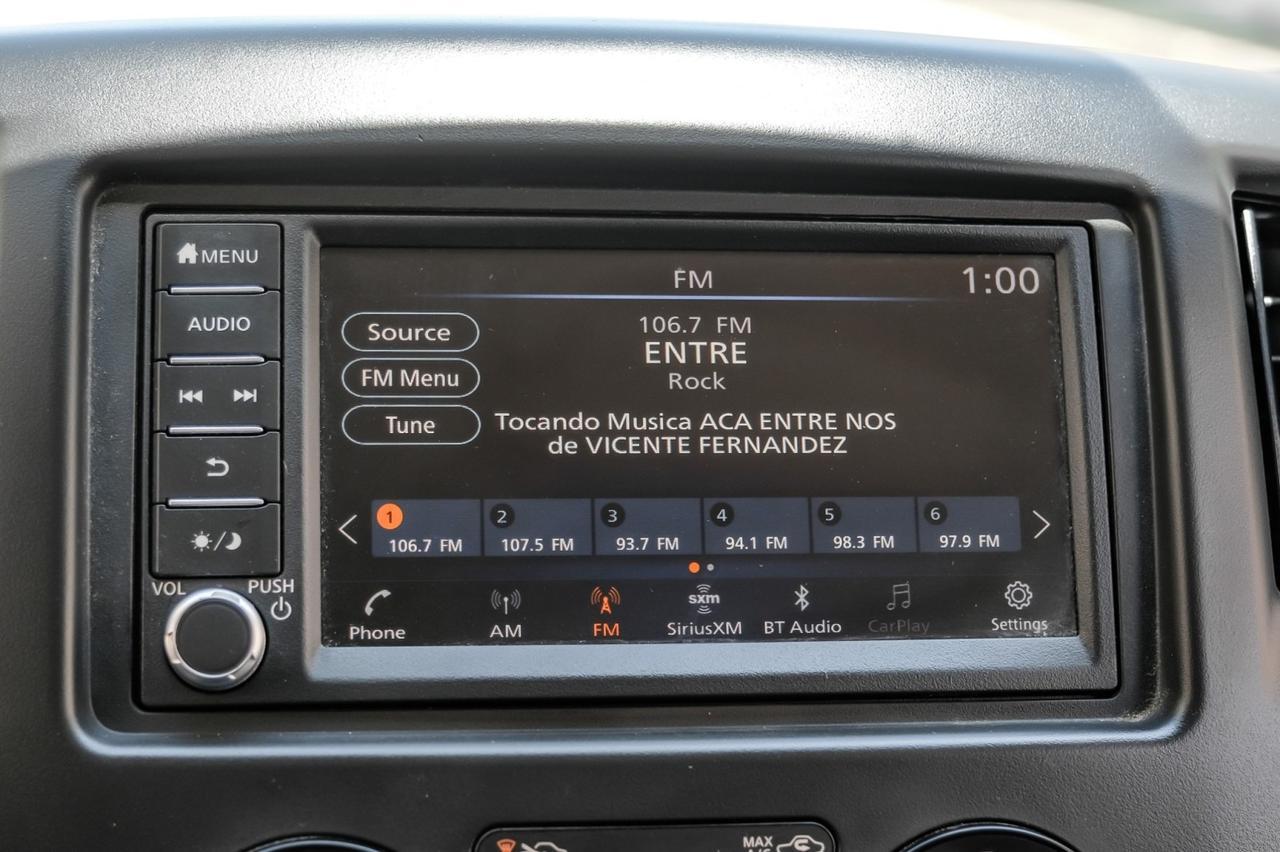 MENU
AUDIO
VOL
PUSH
FM
1:00
Source
FM Menu
Tune
106.7 FM
ENTRE
Rock
Tocando Musica ACA ENTRE NOS
de VICENTE FERNANDEZ
1
106.7 FM
2
107.5 FM
3
93.7 FM
4
94.1 FM
5
98.3 FM
6
97.9 FM
Phone
AM
FM
sxm
SiriusXM
BT Audio
CarPlay
Settings
MAX